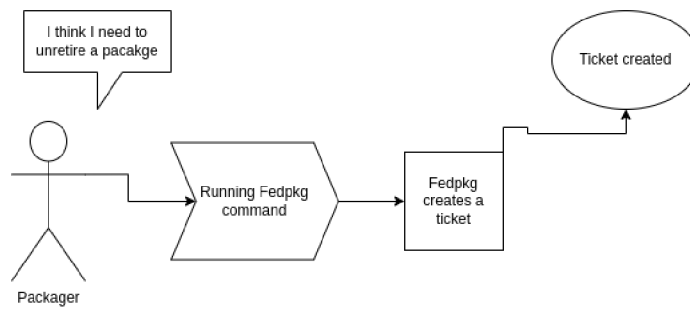 I think I need to
unretire a pacakge
Ticket created
Running Fedpkg
command
Fedpkg
creates a
ticket
Packager